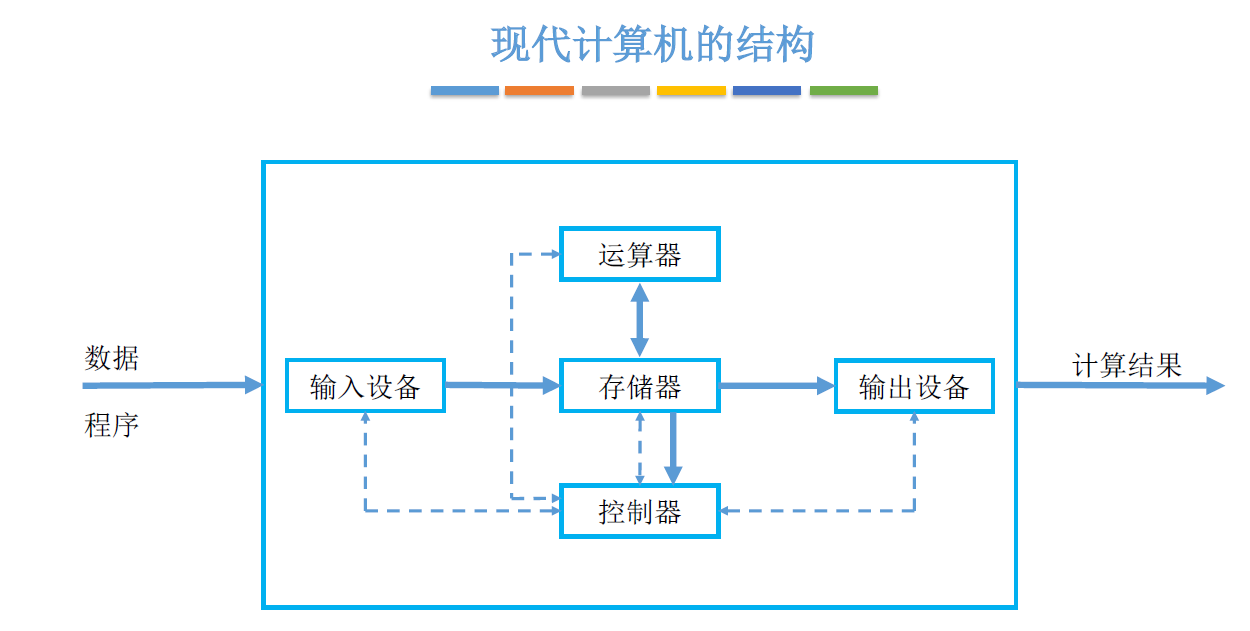 现代计算机的结构
运算器
数据
程序
输入设备
存储器
输出设备
计算结果
控制器